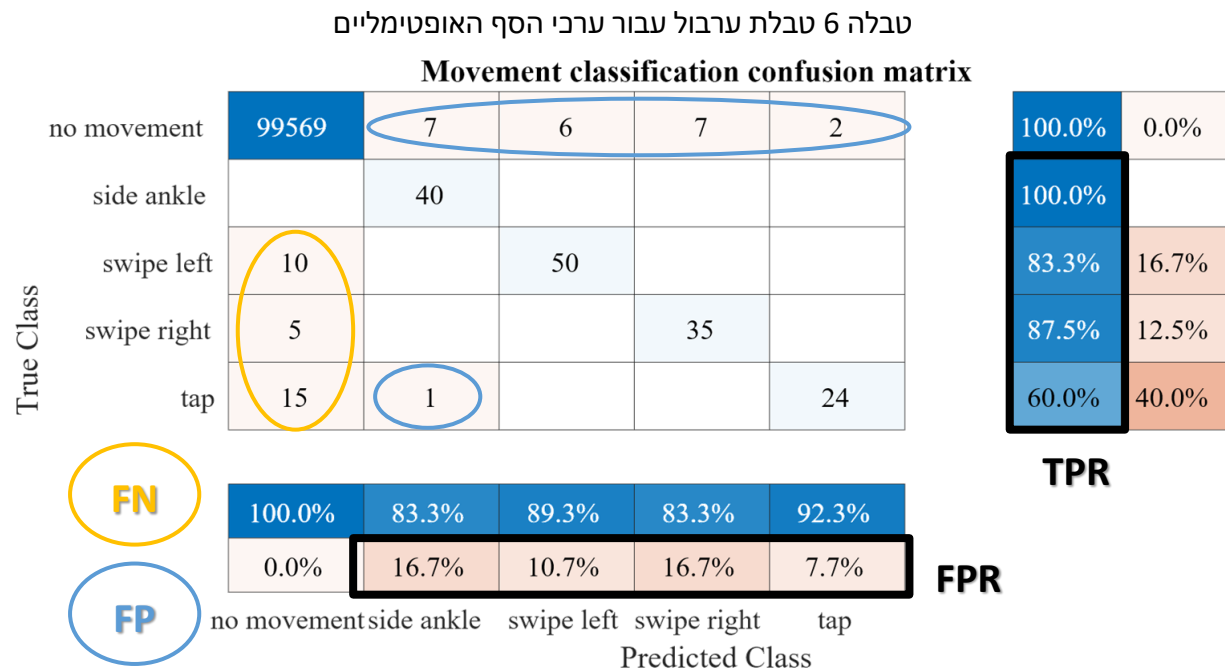 טבלה 6 טבלת ערבול עבור ערכי הסף האופטימליים
Movement classification confusion matrix
no movement 99569 7 6 7 2 100.0% 0.0%
side ankle 40 100.0%
swipe left 10 50 83.3% 16.7%
swipe right 5 35 87.5% 12.5%
tap 15 1 24 60.0% 40.0%
True Class
TPR
FN
100.0% 83.3% 89.3% 83.3% 92.3%
0.0% 16.7% 10.7% 16.7% 7.7%
FPR
FP
no movement side ankle swipe left swipe right tap
Predicted Class